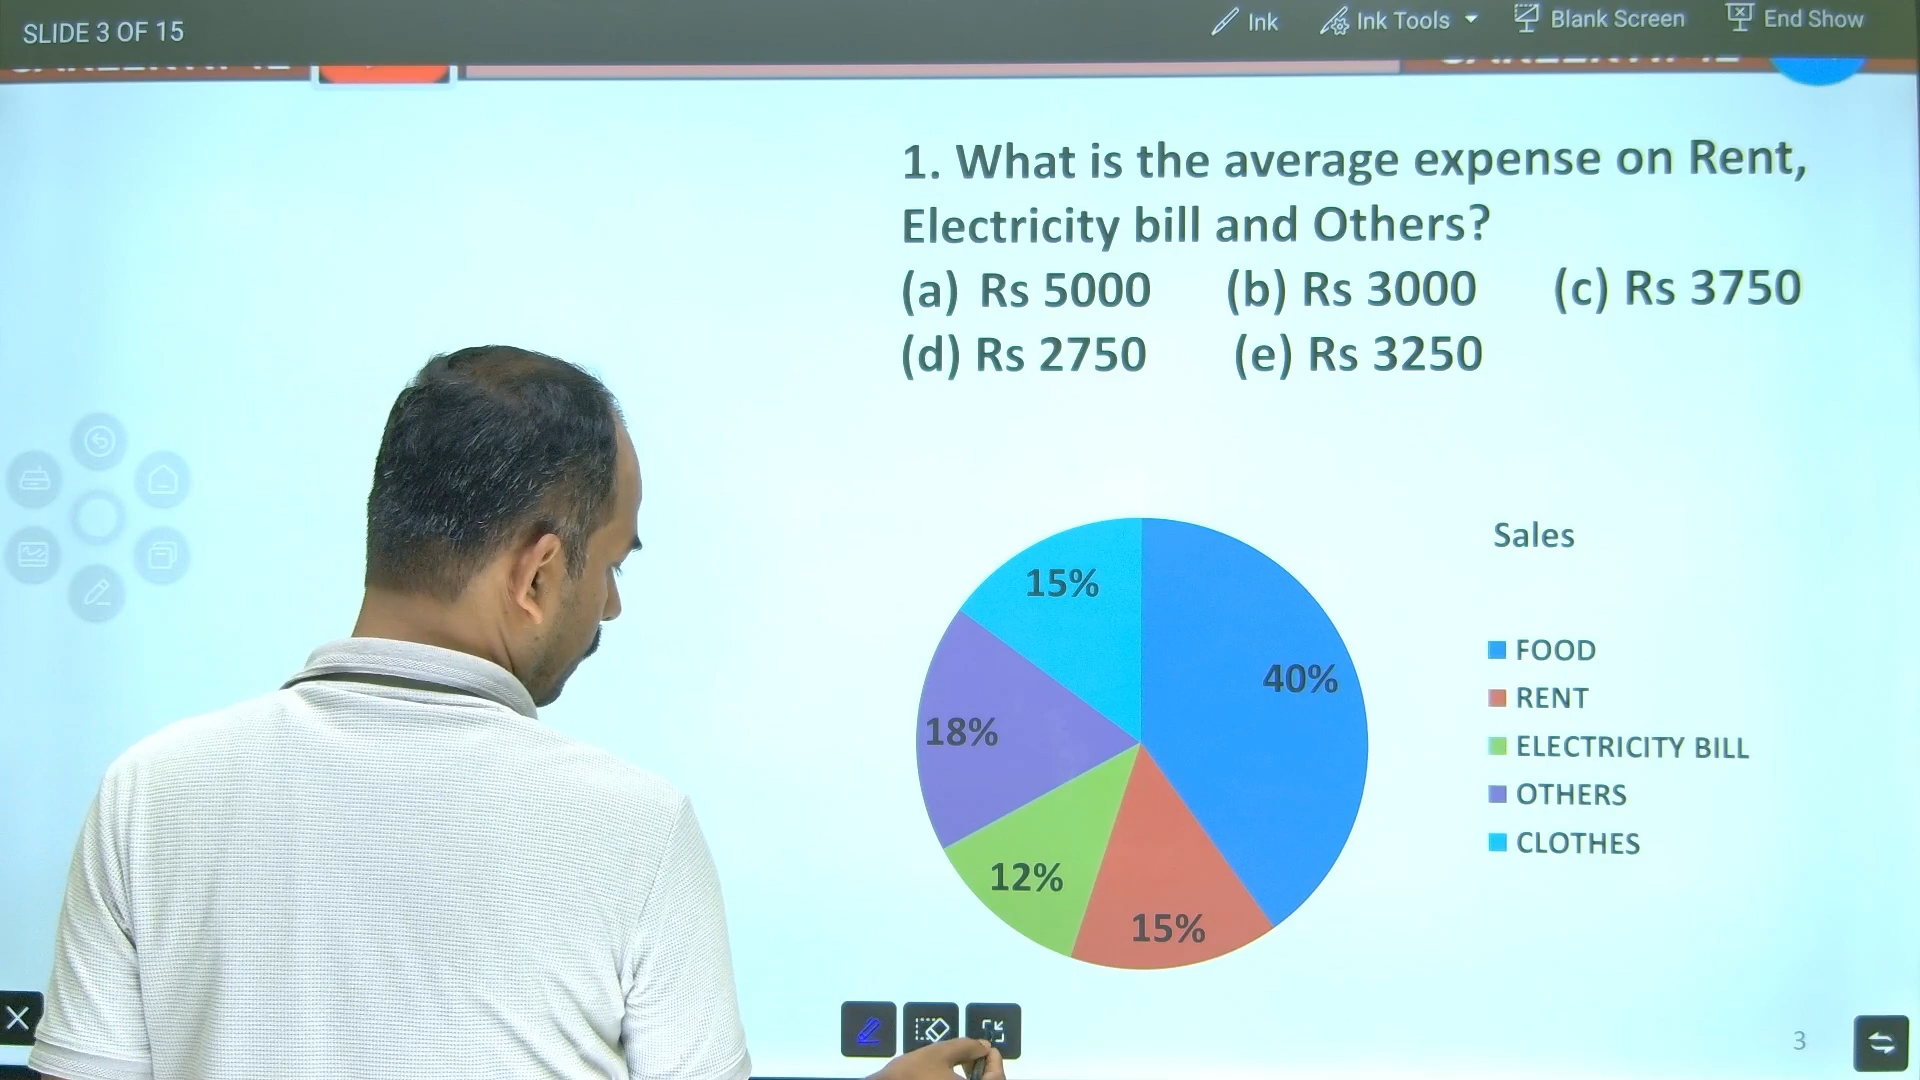 SLIDE 3 OF 15
Ink
Ink Tools
Blank Screen
End Show
1. What is the average expense on Rent,
Electricity bill and Others?
(a) Rs 5000 (b) Rs 3000 (c) Rs 3750
(d) Rs 2750 (e) Rs 3250
Sales
15%
40%
18%
12%
15%
FOOD
RENT
ELECTRICITY BILL
OTHERS
CLOTHES
3